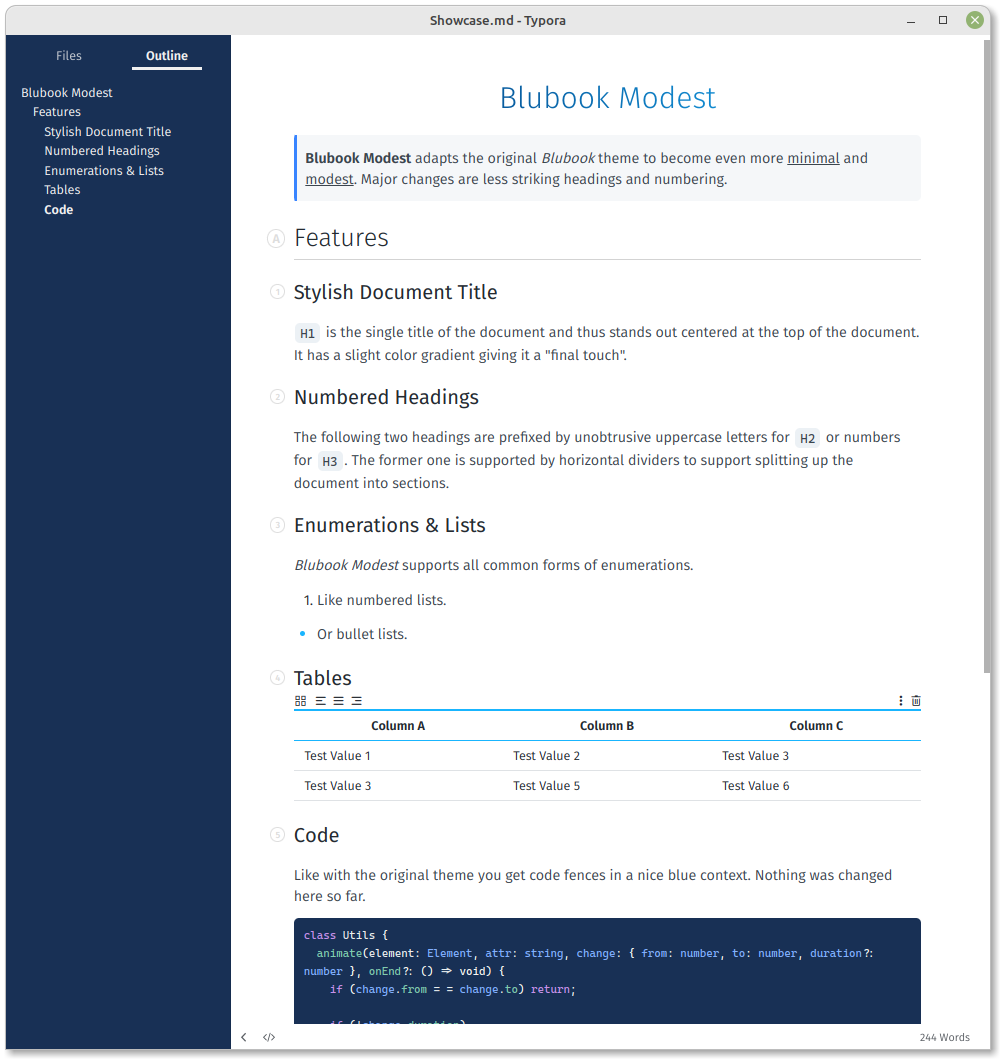 Showcase.md - Typora
Files
Outline
Blubook Modest
Features
Stylish Document Title
Numbered Headings
Enumerations & Lists
Tables
Code
Blubook Modest
Blubook Modest adapts the original Blubook theme to become even more minimal and
modest. Major changes are less striking headings and numbering.
A Features
1 Stylish Document Title
H1 is the single title of the document and thus stands out centered at the top of the document.
It has a slight color gradient giving it a "final touch".
2 Numbered Headings
The following two headings are prefixed by unobtrusive uppercase letters for H2 or numbers
for H3. The former one is supported by horizontal dividers to support splitting up the
document into sections.
3 Enumerations & Lists
Blubook Modest supports all common forms of enumerations.
1. Like numbered lists.
• Or bullet lists.
4 Tables
Column A Column B Column C
Test Value 1 Test Value 2 Test Value 3
Test Value 3 Test Value 5 Test Value 6
5 Code
Like with the original theme you get code fences in a nice blue context. Nothing was changed
here so far.
class Utils {
animate(element: Element, attr: string, change: { from: number, to: number, duration?:
number }, onEnd?: () => void) {
if (change.from = = change.to) return;
if (!change.duration)
244 Words